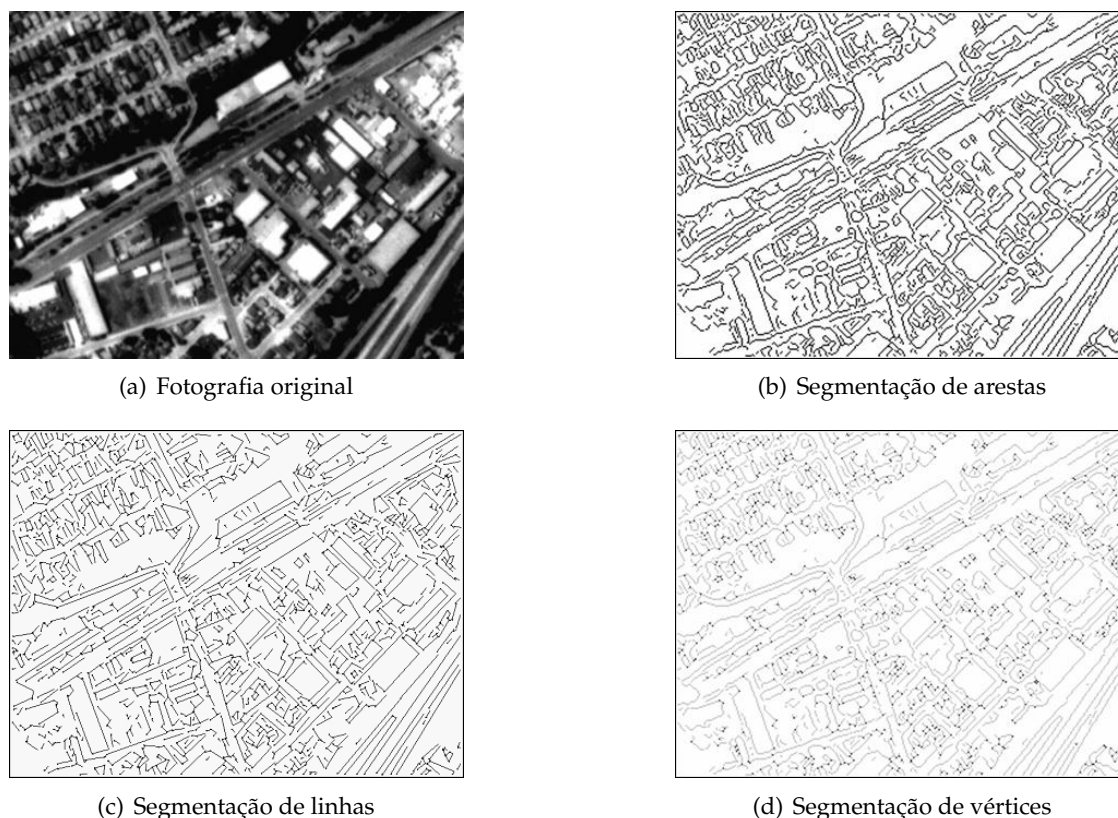 (a) Fotografia original
(b) Segmentação de arestas
(c) Segmentação de linhas
(d) Segmentação de vértices